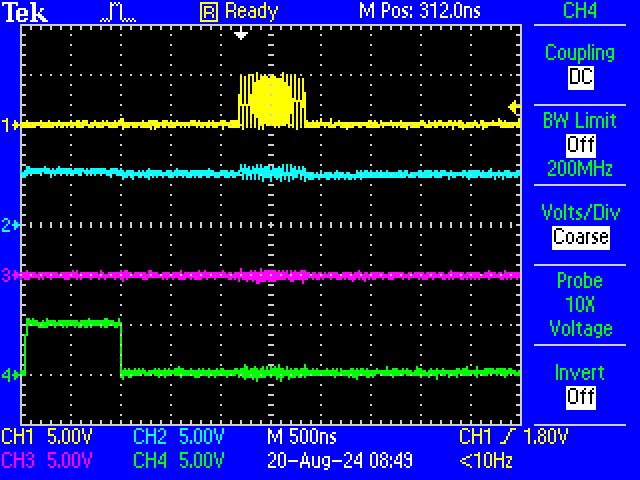 Tek R Ready M Pos: 312.0ns CH4
Coupling
DC
BW Limit
Off
200MHz
Volts/Div
Coarse
Probe
10X
Voltage
Invert
Off
1
2
3
4
CH1 5.00V CH2 5.00V M 500ns CH1 1.80V
CH3 5.00V CH4 5.00V 20-Aug-24 08:49 <10Hz